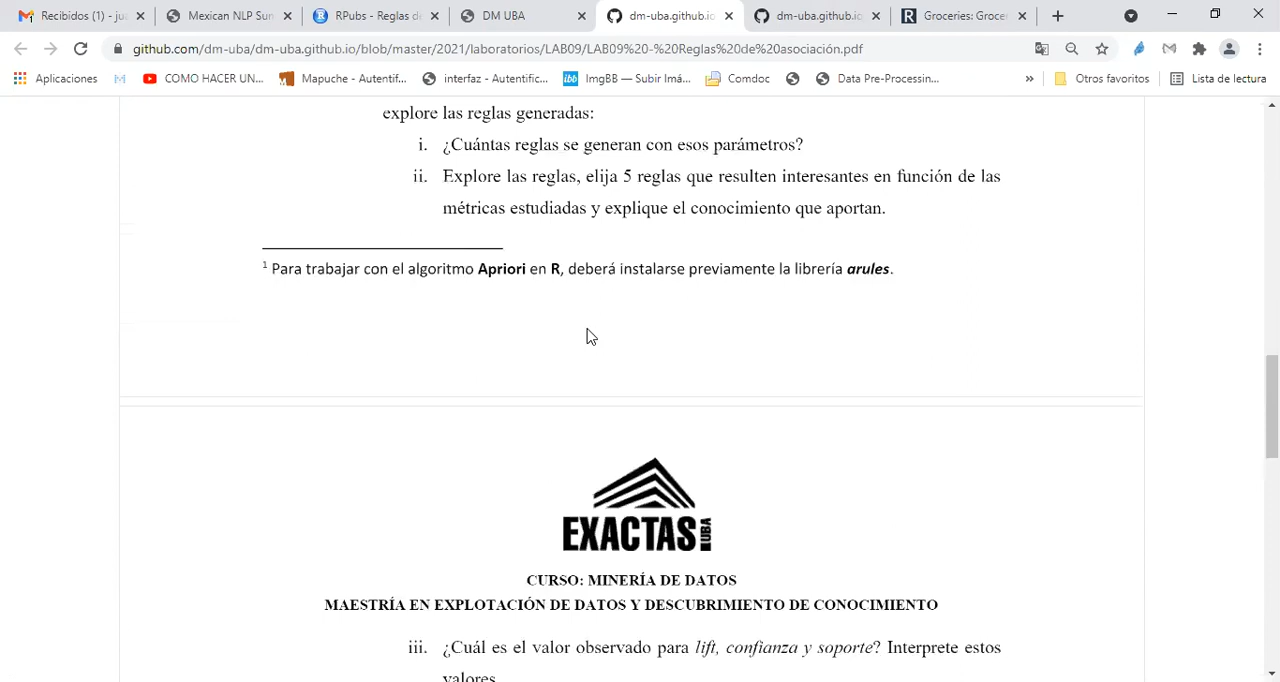 Recibidos (1) - ju
Mexican NLP Sun
RPubs - Reglas de
DM UBA
dm-uba.github.io
dm-uba.github.io
Groceries: Groce
github.com/dm-uba/dm-uba.github.io/blob/master/2021/laboratorios/LAB09/LAB09%20-%20Reglas%20de%20asociación.pdf
Aplicaciones
COMO HACER UN...
Mapuche - Autentif...
interfaz - Autentific...
ibb
ImgBB — Subir Imá...
Comdoc
Data Pre-Processin...
»
Otros favoritos
Lista de lectura
explore las reglas generadas:
i. ¿Cuántas reglas se generan con esos parámetros?
ii. Explore las reglas, elija 5 reglas que resulten interesantes en función de las
métricas estudiadas y explique el conocimiento que aportan.
1 Para trabajar con el algoritmo Apriori en R, deberá instalarse previamente la librería arules.
EXACTAS UBA
CURSO: MINERÍA DE DATOS
MAESTRÍA EN EXPLOTACIÓN DE DATOS Y DESCUBRIMIENTO DE CONOCIMIENTO
iii. ¿Cuál es el valor observado para lift, confianza y soporte? Interprete estos
valores